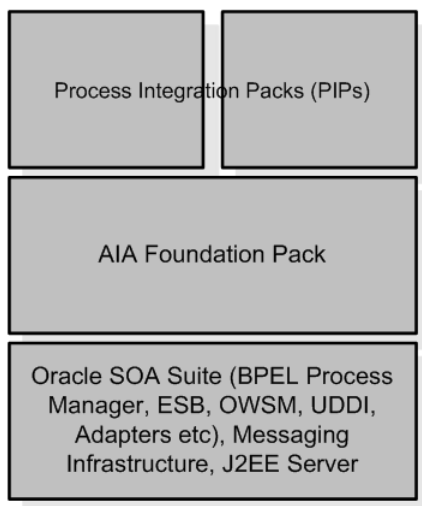 Process Integration Packs (PIPs)
AIA Foundation Pack
Oracle SOA Suite (BPEL Process
Manager, ESB, OWSM, UDDI,
Adapters etc), Messaging
Infrastructure, J2EE Server